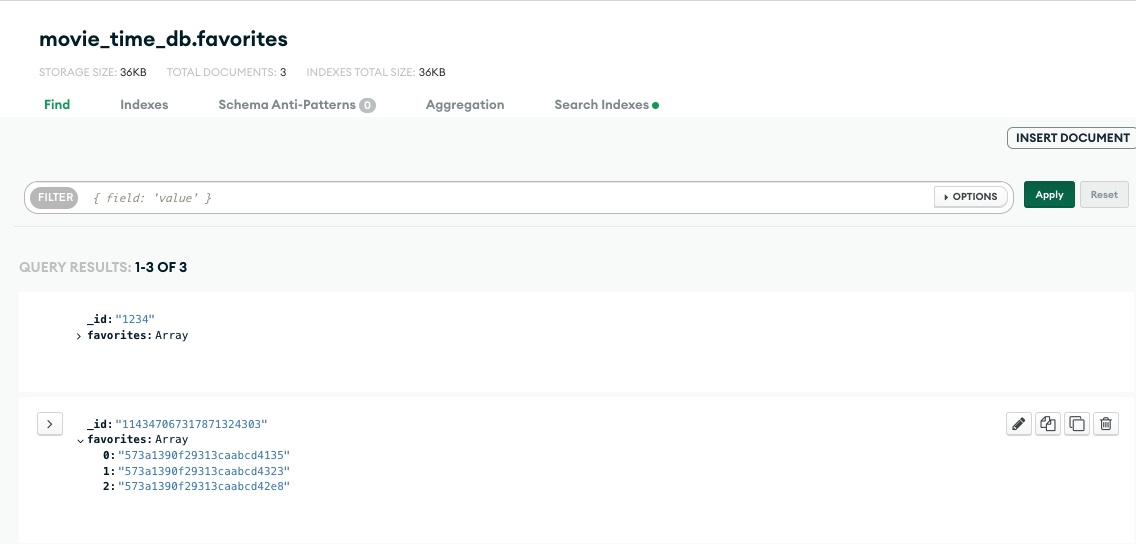 movie_time_db.favorites
STORAGE SIZE: 36KB TOTAL DOCUMENTS: 3 INDEXES TOTAL SIZE: 36KB
Find Indexes Schema Anti-Patterns 0 Aggregation Search Indexes
INSERT DOCUMENT
FILTER { field: 'value' } OPTIONS Apply Reset
QUERY RESULTS: 1-3 OF 3
_id: "1234"
favorites: Array
_id: "114347067317871324303"
favorites: Array
0: "573a1390f29313caabcd4135"
1: "573a1390f29313caabcd4323"
2: "573a1390f29313caabcd42e8"